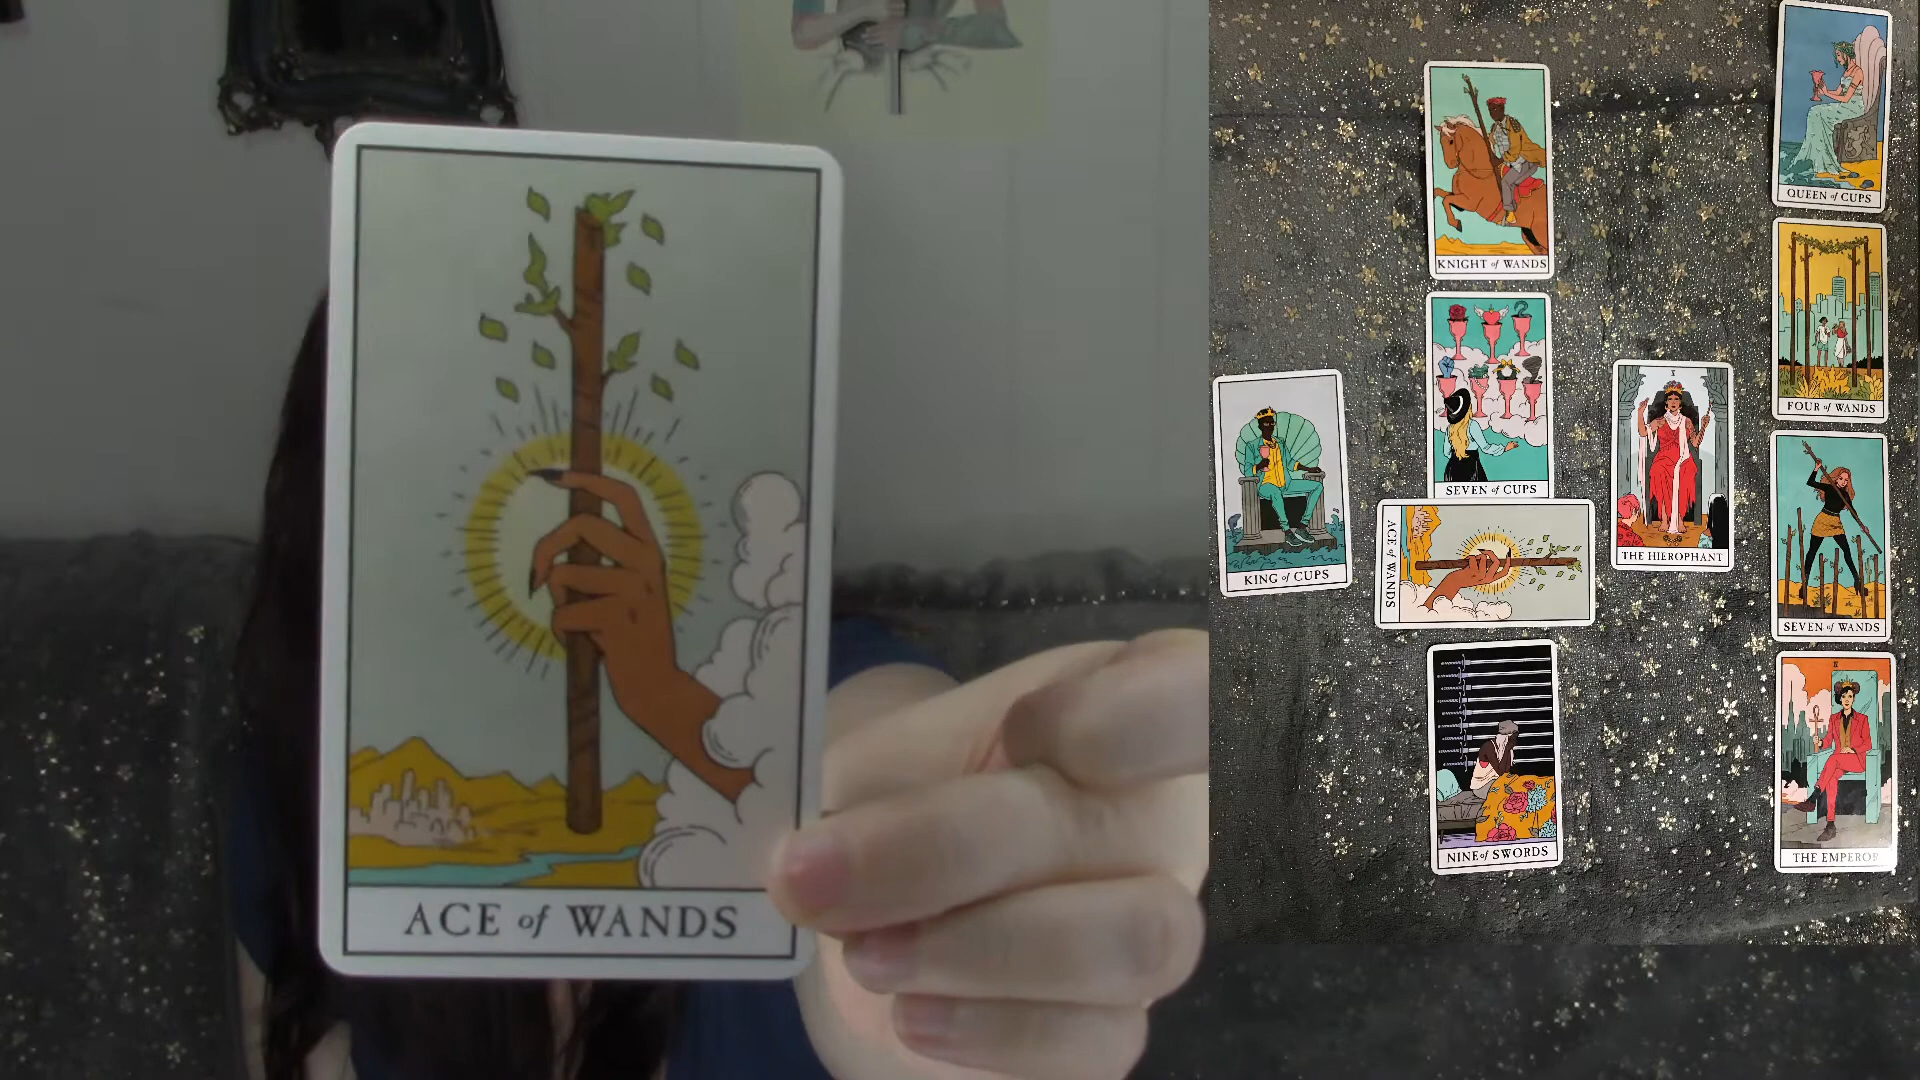 ACE of WANDS
KNIGHT of WANDS
SEVEN of CUPS
KING of CUPS
ACE of WANDS
X
THE HIEROPHANT
NINE of SWORDS
QUEEN of CUPS
FOUR of WANDS
SEVEN of WANDS
IV
THE EMPEROR